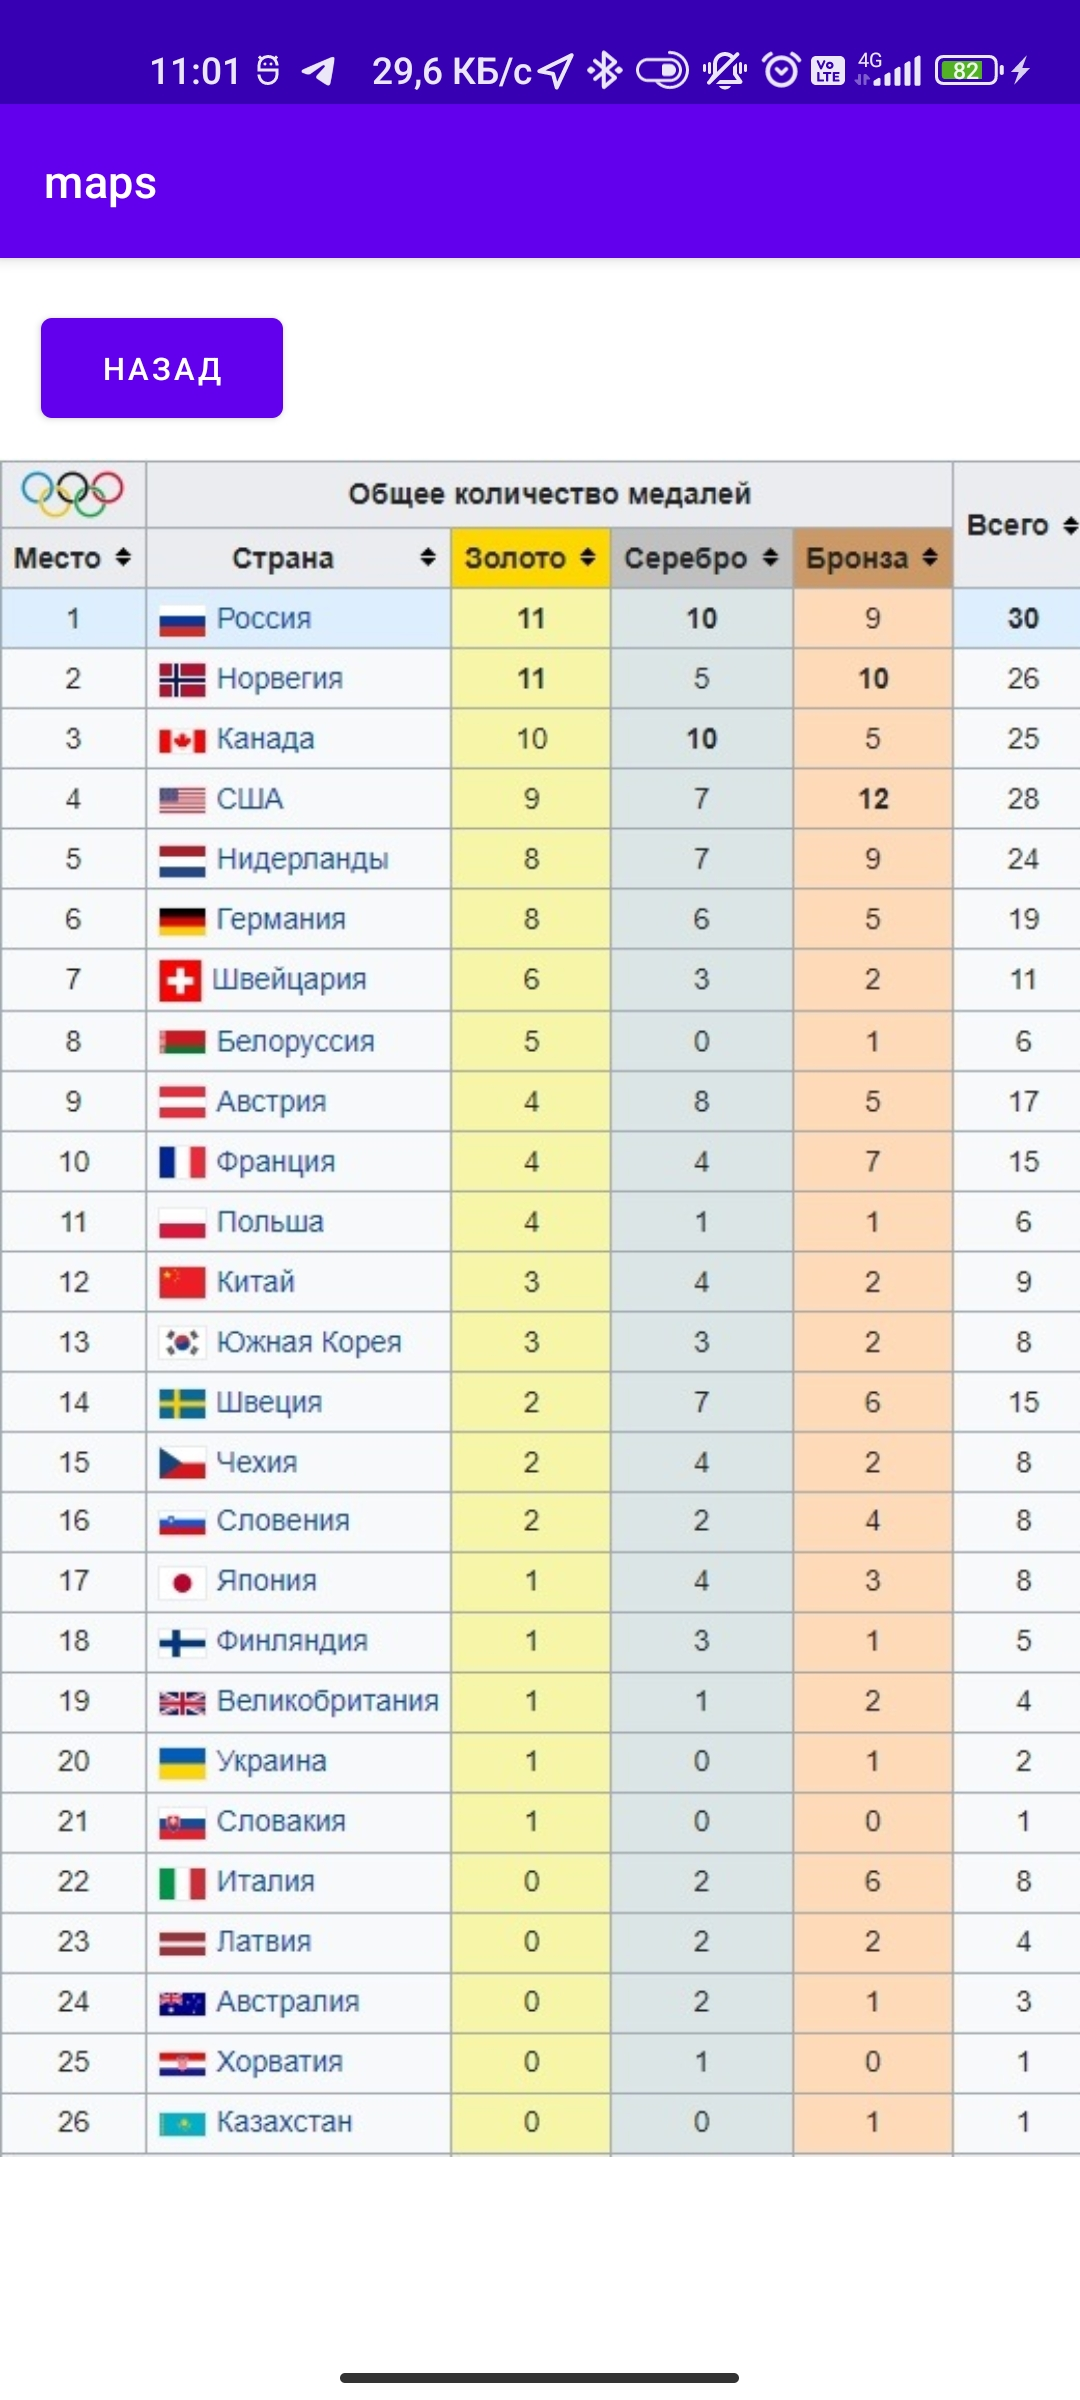 11:01 29,6 КБ/с Vo LTE 4G 82
maps
НАЗАД
Общее количество медалей
Всего
Место Страна Золото Серебро Бронза
1 Россия 11 10 9 30
2 Норвегия 11 5 10 26
3 Канада 10 10 5 25
4 США 9 7 12 28
5 Нидерланды 8 7 9 24
6 Германия 8 6 5 19
7 Швейцария 6 3 2 11
8 Белоруссия 5 0 1 6
9 Австрия 4 8 5 17
10 Франция 4 4 7 15
11 Польша 4 1 1 6
12 Китай 3 4 2 9
13 Южная Корея 3 3 2 8
14 Швеция 2 7 6 15
15 Чехия 2 4 2 8
16 Словения 2 2 4 8
17 Япония 1 4 3 8
18 Финляндия 1 3 1 5
19 Великобритания 1 1 2 4
20 Украина 1 0 1 2
21 Словакия 1 0 0 1
22 Италия 0 2 6 8
23 Латвия 0 2 2 4
24 Австралия 0 2 1 3
25 Хорватия 0 1 0 1
26 Казахстан 0 0 1 1